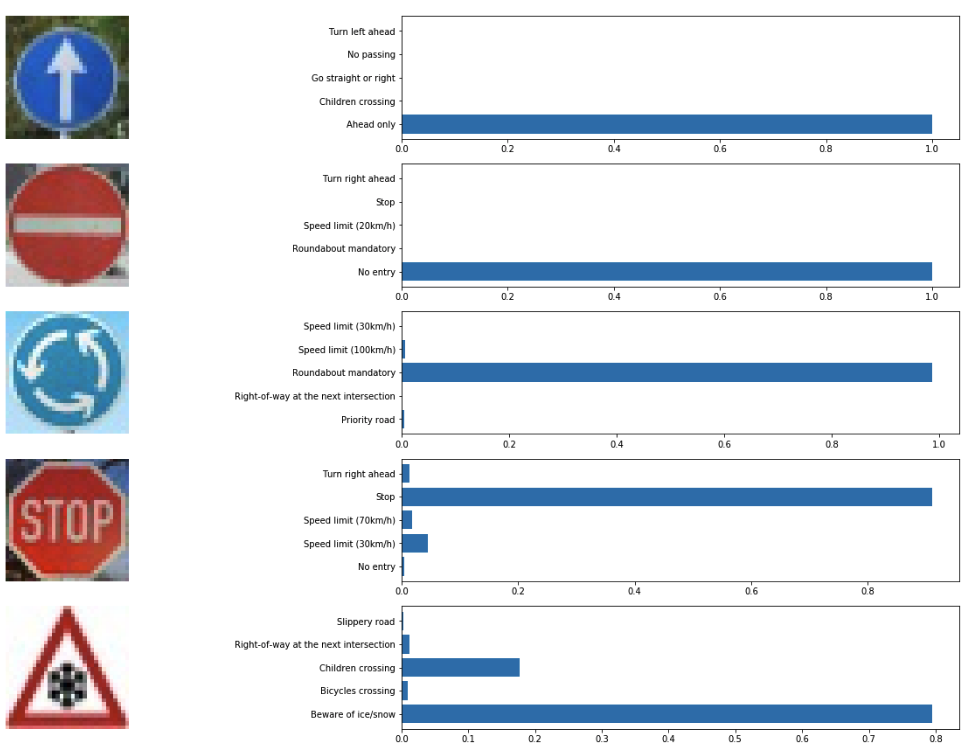 Turn left ahead
No passing
Go straight or right
Children crossing
Ahead only
0.0 0.2 0.4 0.6 0.8 1.0
Turn right ahead
Stop
Speed limit (20km/h)
Roundabout mandatory
No entry
0.0 0.2 0.4 0.6 0.8 1.0
Speed limit (30km/h)
Speed limit (100km/h)
Roundabout mandatory
Right-of-way at the next intersection
Priority road
0.0 0.2 0.4 0.6 0.8 1.0
STOP
Turn right ahead
Stop
Speed limit (70km/h)
Speed limit (30km/h)
No entry
0.0 0.2 0.4 0.6 0.8
Slippery road
Right-of-way at the next intersection
Children crossing
Bicycles crossing
Beware of ice/snow
0.0 0.1 0.2 0.3 0.4 0.5 0.6 0.7 0.8